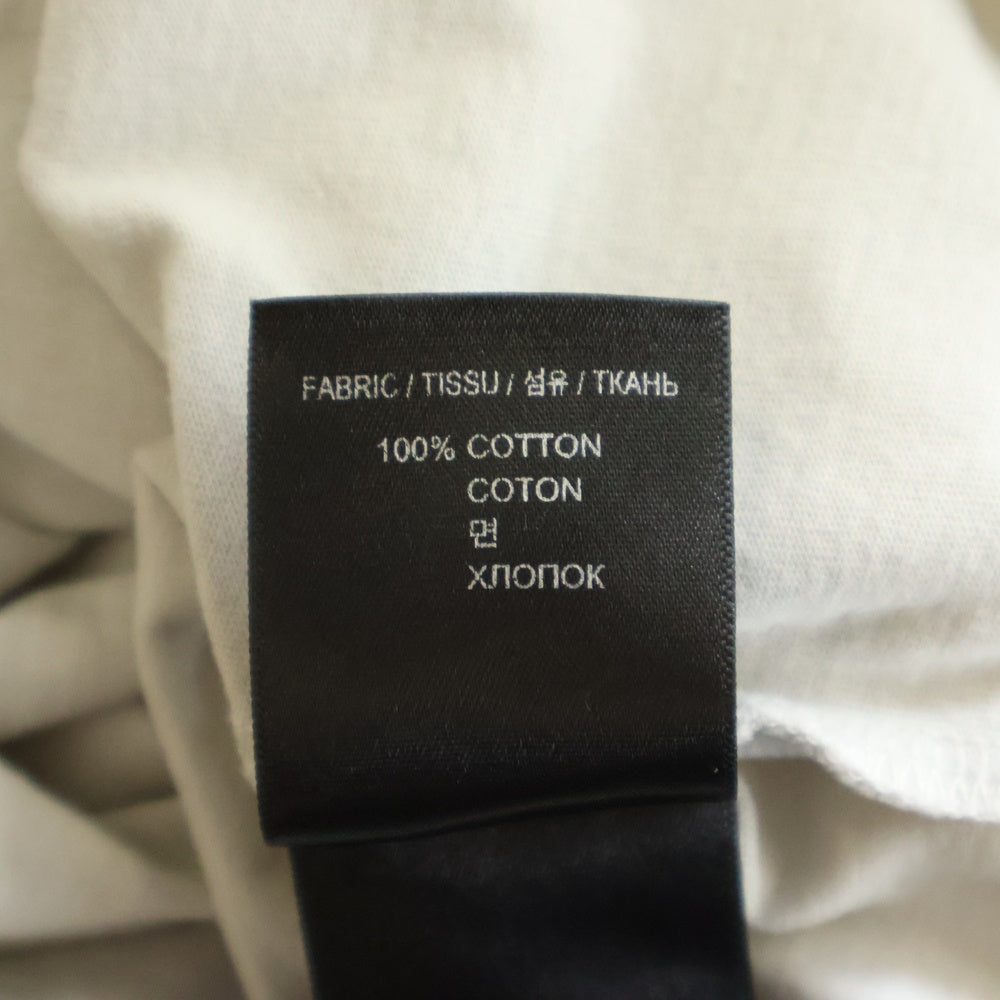 FABRIC / TISSU / 섬유 / ТКАНЬ
100% COTTON
COTON
면
ХЛОПОК